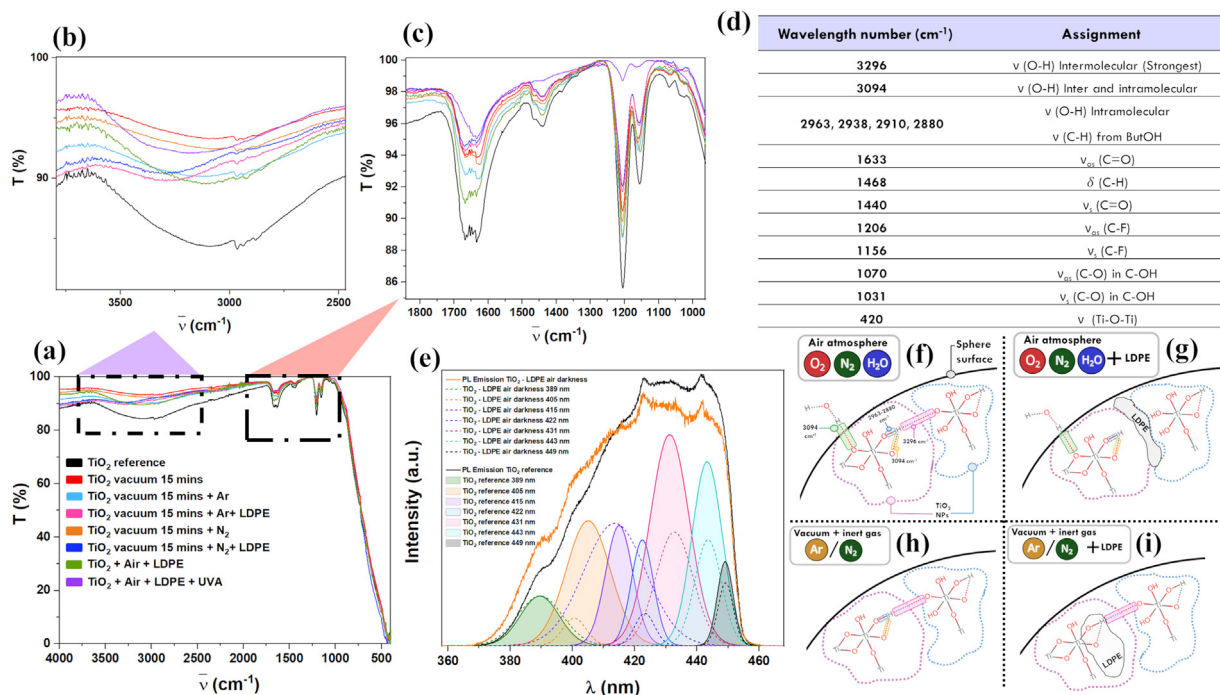 (b)
100
90
T (%)
3500
3000
2500
ν (cm-1)
(c)
100
98
96
94
92
90
88
86
T (%)
1800
1700
1600
1500
1400
1300
1200
1100
1000
ν (cm-1)
(d)
Wavelength number (cm-1)
Assignment
3296
ν (O-H) Intermolecular (Strongest)
3094
ν (O-H) Inter and intramolecular
2963, 2938, 2910, 2880
ν (O-H) Intramolecular
ν (C-H) from ButOH
1633
νas (C=O)
1468
δ (C-H)
1440
νs (C=O)
1206
νas (C-F)
1156
νs (C-F)
1070
νas (C-O) in C-OH
1031
νs (C-O) in C-OH
420
ν (Ti-O-Ti)
(a)
100
80
60
40
20
0
T (%)
TiO2 reference
TiO2 vacuum 15 mins
TiO2 vacuum 15 mins + Ar
TiO2 vacuum 15 mins + Ar+ LDPE
TiO2 vacuum 15 mins + N2
TiO2 vacuum 15 mins + N2+ LDPE
TiO2 + Air + LDPE
TiO2 + Air + LDPE + UVA
4000
3500
3000
2500
2000
1500
1000
500
ν (cm-1)
(e)
Intensity (a.u.)
PL Emission TiO2 - LDPE air darkness
TiO2 - LDPE air darkness 389 nm
TiO2 - LDPE air darkness 405 nm
TiO2 - LDPE air darkness 415 nm
TiO2 - LDPE air darkness 422 nm
TiO2 - LDPE air darkness 431 nm
TiO2 - LDPE air darkness 443 nm
TiO2 - LDPE air darkness 449 nm
PL Emission TiO2 reference
TiO2 reference 389 nm
TiO2 reference 405 nm
TiO2 reference 415 nm
TiO2 reference 422 nm
TiO2 reference 431 nm
TiO2 reference 443 nm
TiO2 reference 449 nm
360
380
400
420
440
460
λ (nm)
Air atmosphere
O2 N2 H2O
(f)
Sphere
surface
3094
cm-1
2963-2880
cm-1
3296 cm-1
3094 cm-1
TiO2
NPs
Air atmosphere
O2 N2 H2O + LDPE
(g)
LDPE
Vacuum + inert gas
Ar / N2
(h)
Vacuum + inert gas
Ar / N2 + LDPE
(i)
LDPE